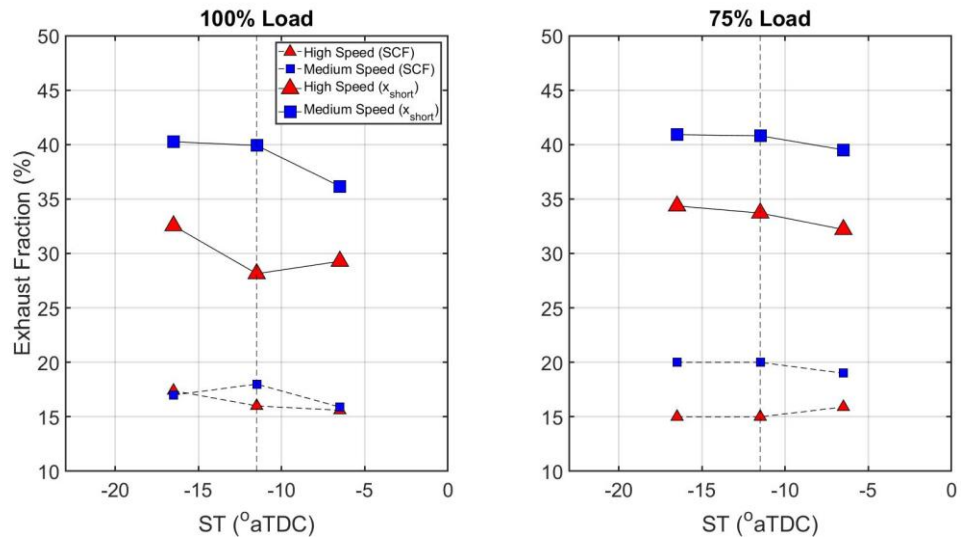 100% Load
50
45
40
35
30
25
20
15
10
Exhaust Fraction (%)
High Speed (SCF)
Medium Speed (SCF)
High Speed (x_short)
Medium Speed (x_short)
-20 -15 -10 -5 0
ST (°aTDC)
75% Load
50
45
40
35
30
25
20
15
10
-20 -15 -10 -5 0
ST (°aTDC)